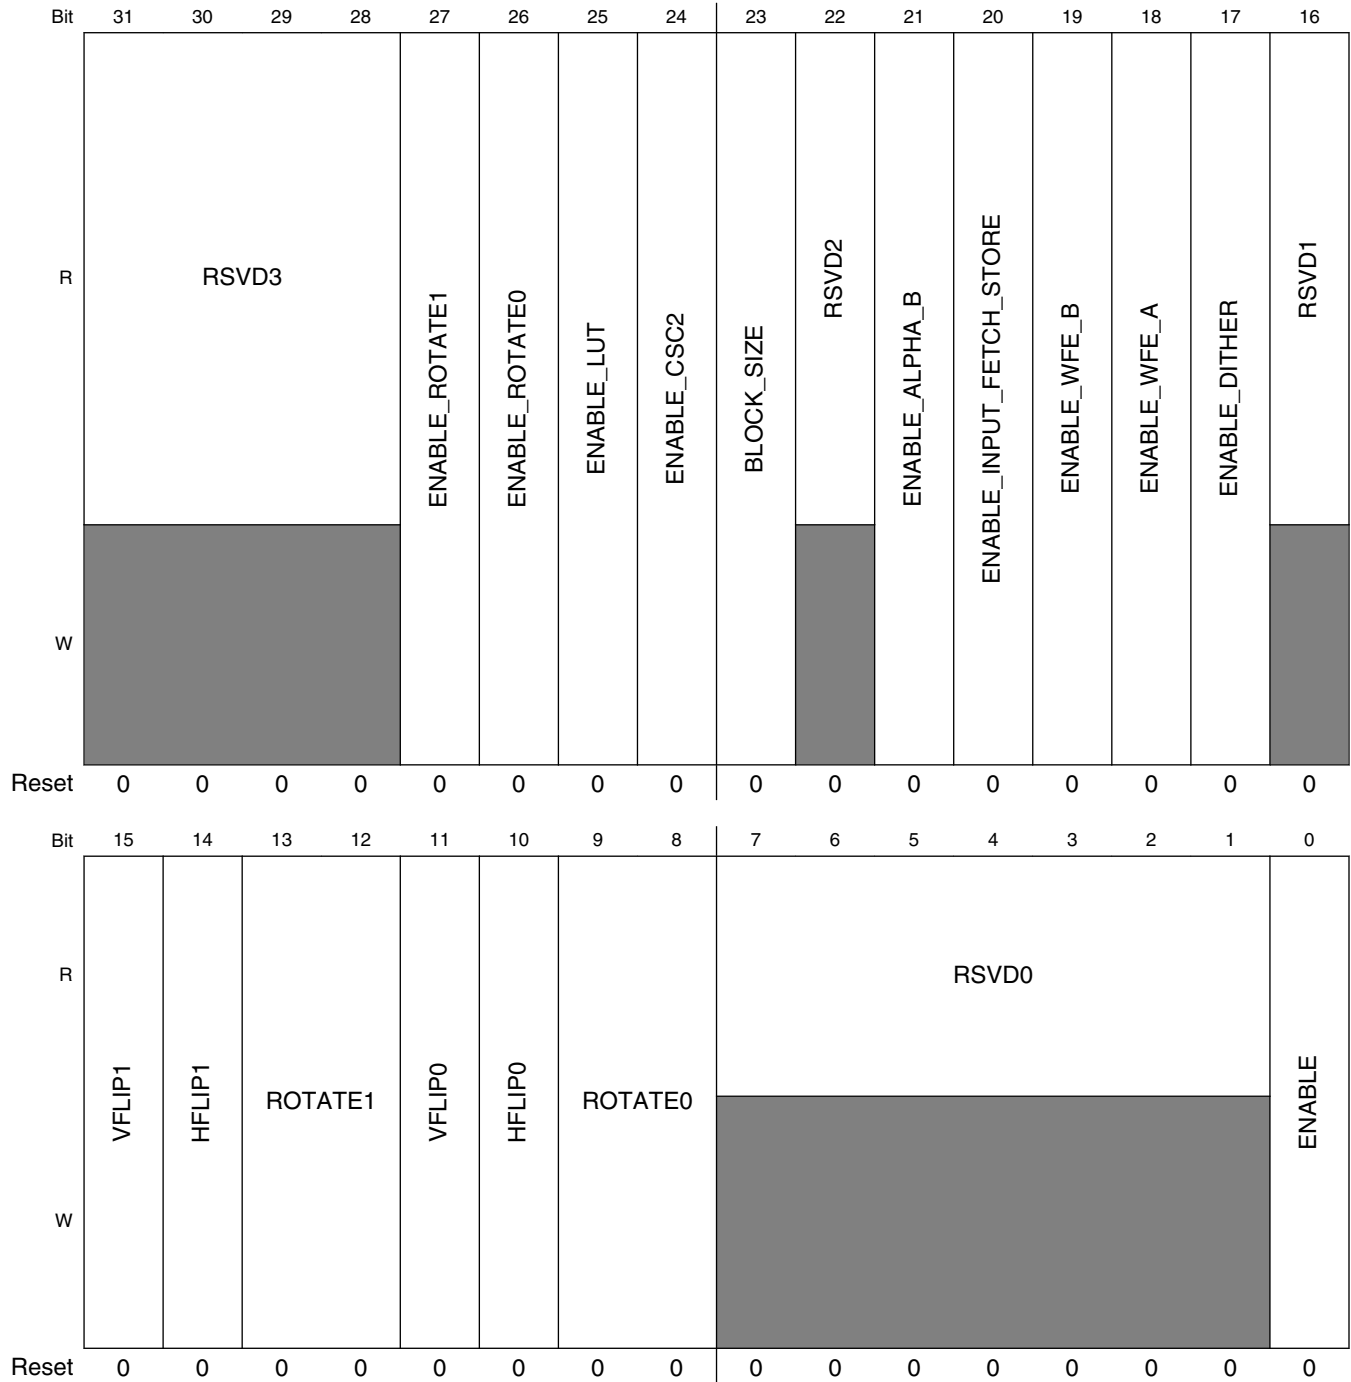 Bit 31 30 29 28 27 26 25 24 23 22 21 20 19 18 17 16
R RSVD3 ENABLE_ROTATE1 ENABLE_ROTATE0 ENABLE_LUT ENABLE_CSC2 BLOCK_SIZE RSVD2 ENABLE_ALPHA_B ENABLE_INPUT_FETCH_STORE ENABLE_WFE_B ENABLE_WFE_A ENABLE_DITHER RSVD1
W
Reset 0 0 0 0 0 0 0 0 0 0 0 0 0 0 0 0
Bit 15 14 13 12 11 10 9 8 7 6 5 4 3 2 1 0
R VFLIP1 HFLIP1 ROTATE1 VFLIP0 HFLIP0 ROTATE0 RSVD0 ENABLE
W
Reset 0 0 0 0 0 0 0 0 0 0 0 0 0 0 0 0